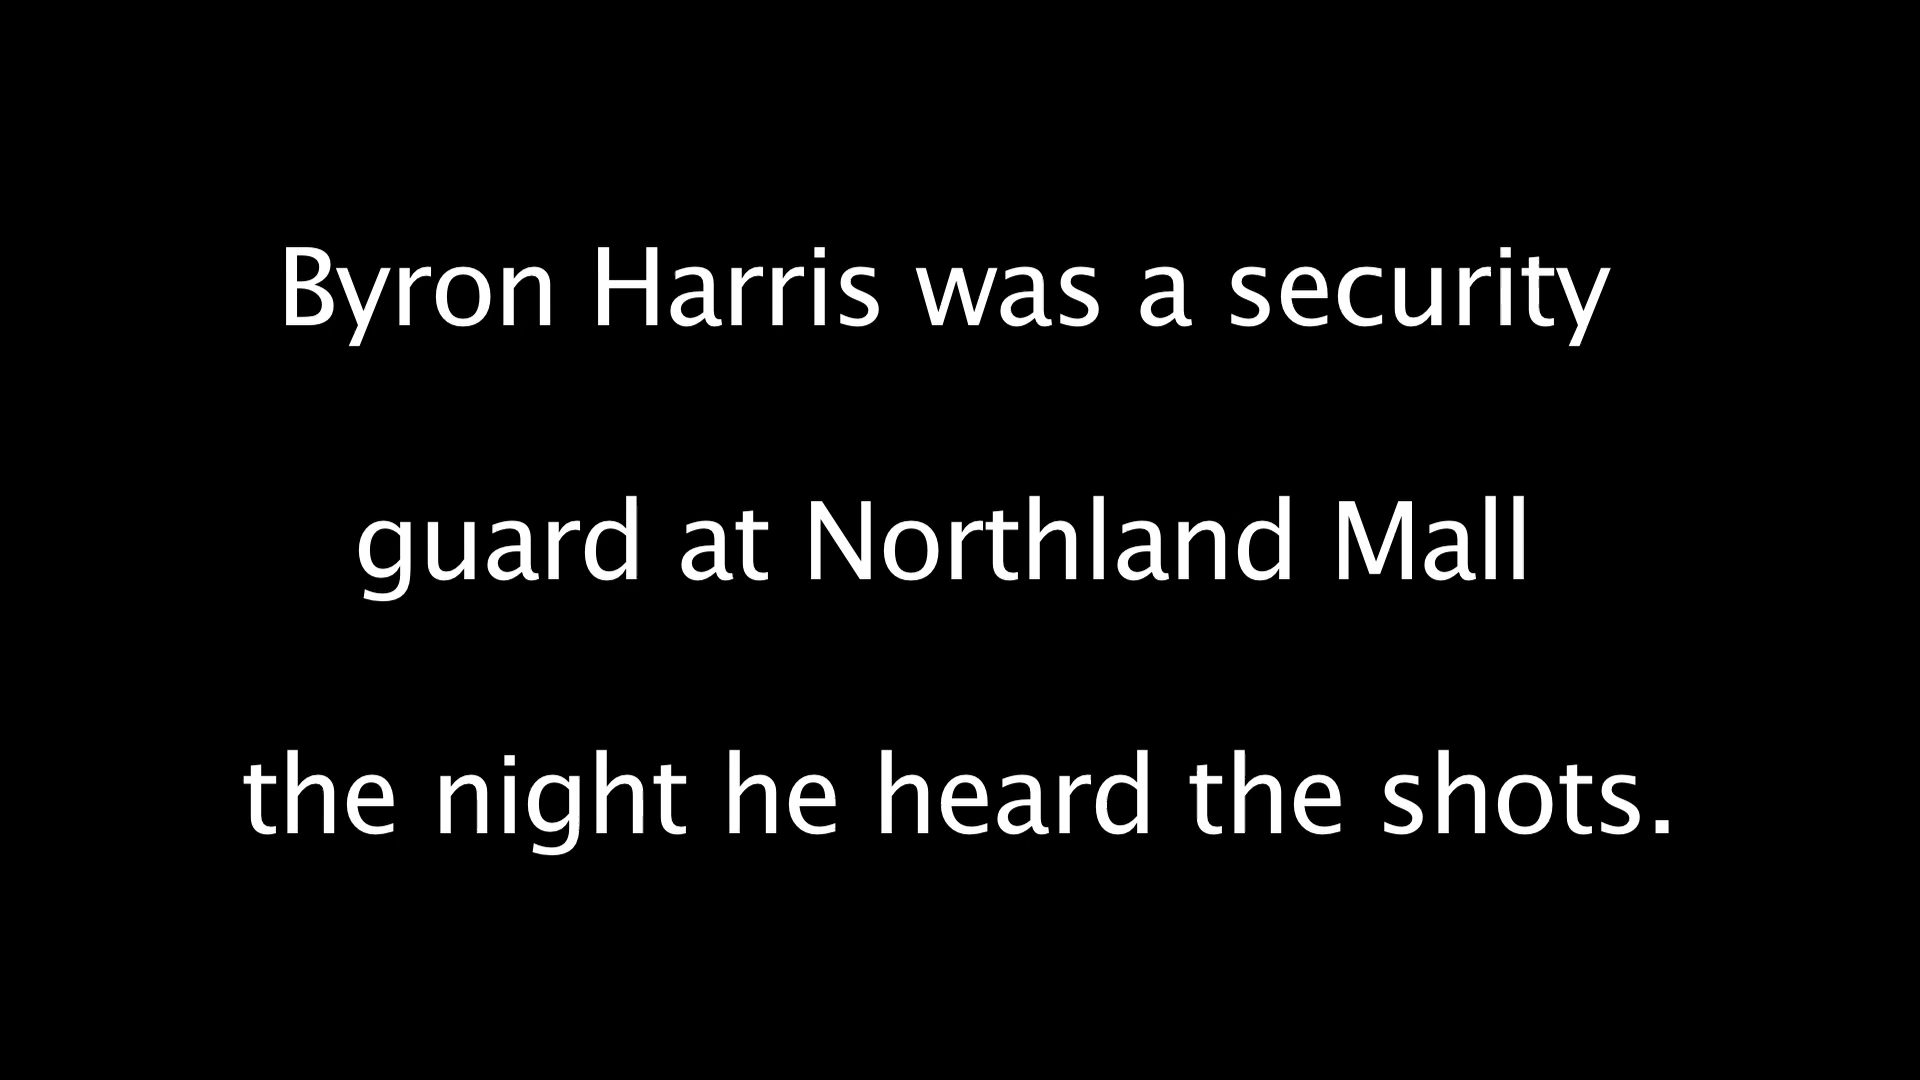 Byron Harris was a security
guard at Northland Mall
the night he heard the shots.